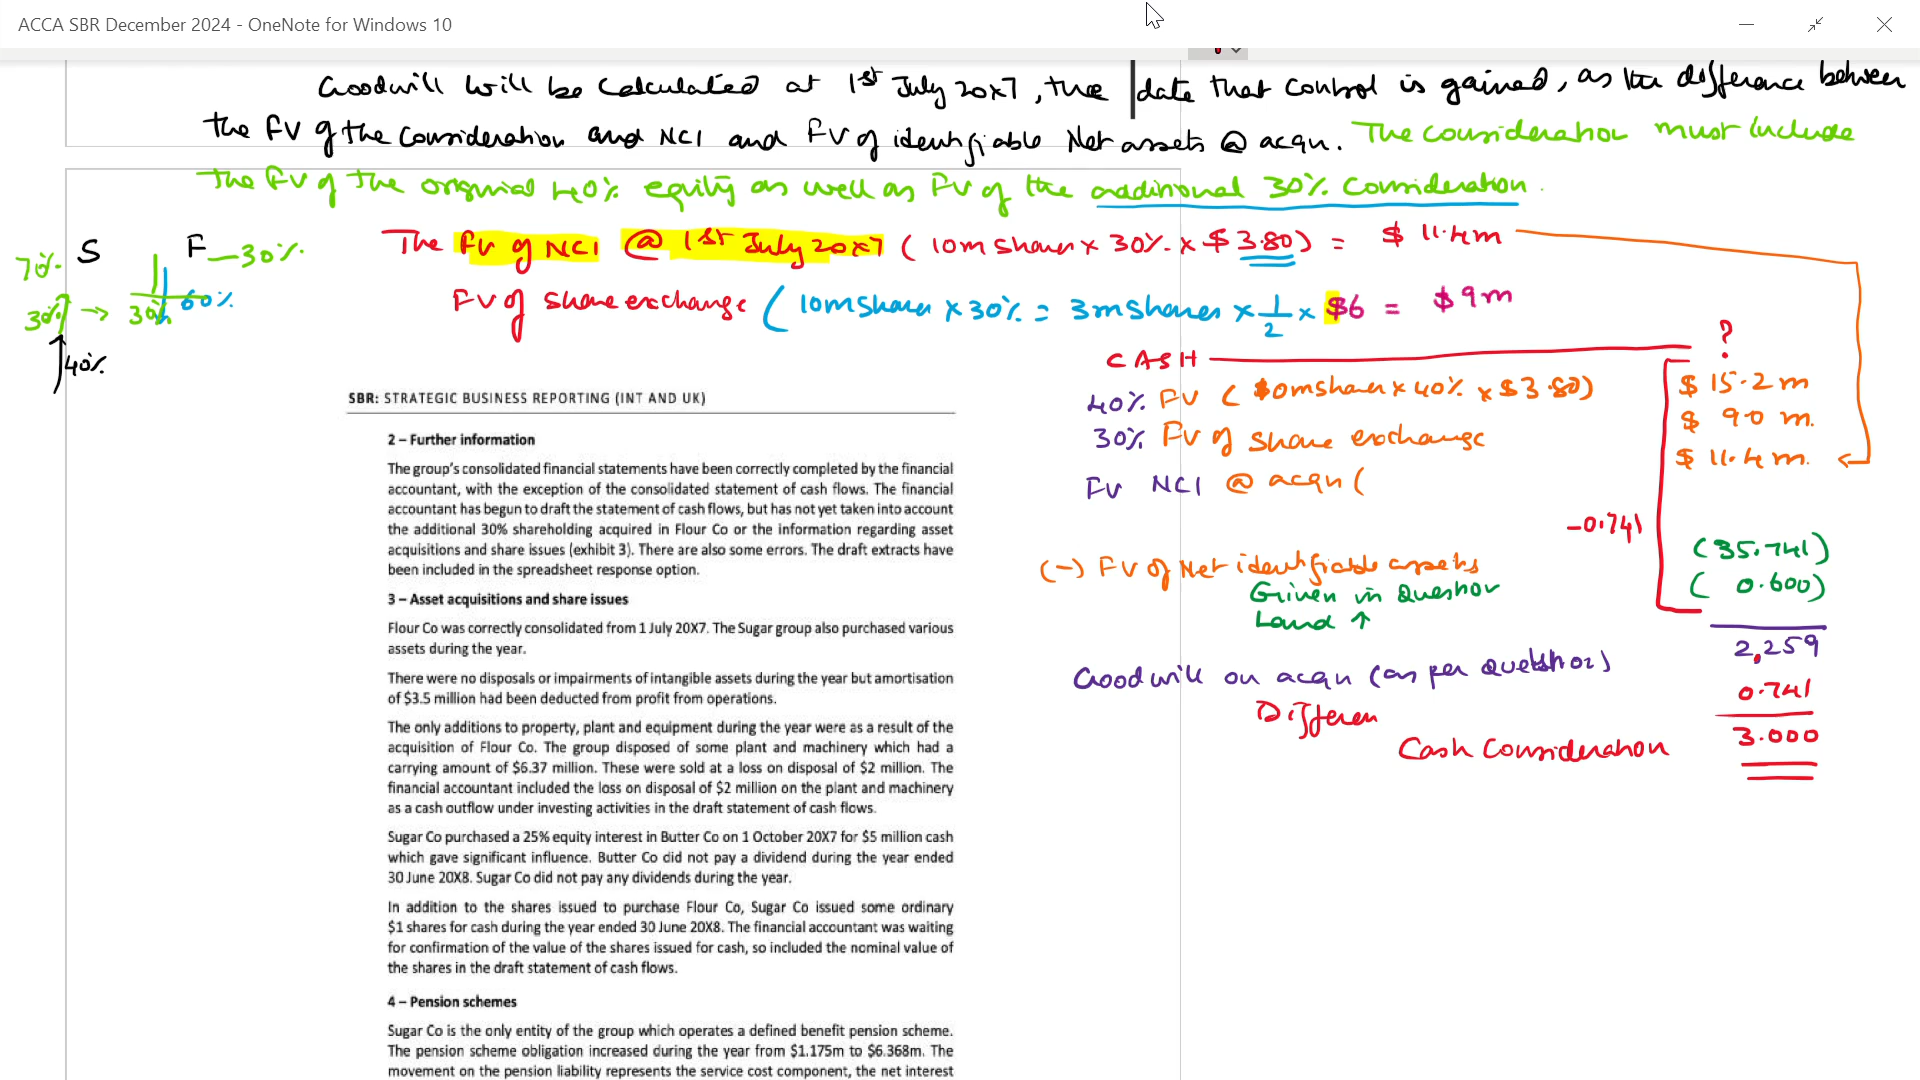 ACCA SBR December 2024 - OneNote for Windows 10
Goodwill will be calculated at 1st July 20x7, the date that control is gained, as the difference between
the FV of the consideration and NCI and FV of identifiable Net assets @ acqn. The consideration must include
the FV of the original 40% equity as well as FV of the additional 30% consideration.
70% S F — 30%
30% → 30% 60%
40%
The FV of NCI @ 1st July 20x7 (10m shares x 30% x $3.80) = $ 11.4m
FV of share exchange (10m shares x 30% = 3m shares x 1/2 x $6 = $9m
CASH ?
40% FV ( $10m shares x 40% x $3.80) $ 15.2 m
30% FV of share exchange $ 9.0 m.
FV NCI @ acqn ( $ 11.4 m.
-0.741
(-) FV of Net identifiable assets
Given in Question (35.741)
Land ↑ ( 0.600)
Goodwill on acqn (as per question) 2,259
Differen 0.741
Cash Consideration 3.000
SBR: STRATEGIC BUSINESS REPORTING (INT AND UK)
2 – Further information
The group's consolidated financial statements have been correctly completed by the financial
accountant, with the exception of the consolidated statement of cash flows. The financial
accountant has begun to draft the statement of cash flows, but has not yet taken into account
the additional 30% shareholding acquired in Flour Co or the information regarding asset
acquisitions and share issues (exhibit 3). There are also some errors. The draft extracts have
been included in the spreadsheet response option.
3 – Asset acquisitions and share issues
Flour Co was correctly consolidated from 1 July 20X7. The Sugar group also purchased various
assets during the year.
There were no disposals or impairments of intangible assets during the year but amortisation
of $3.5 million had been deducted from profit from operations.
The only additions to property, plant and equipment during the year were as a result of the
acquisition of Flour Co. The group disposed of some plant and machinery which had a
carrying amount of $6.37 million. These were sold at a loss on disposal of $2 million. The
financial accountant included the loss on disposal of $2 million on the plant and machinery
as a cash outflow under investing activities in the draft statement of cash flows.
Sugar Co purchased a 25% equity interest in Butter Co on 1 October 20X7 for $5 million cash
which gave significant influence. Butter Co did not pay a dividend during the year ended
30 June 20X8. Sugar Co did not pay any dividends during the year.
In addition to the shares issued to purchase Flour Co, Sugar Co issued some ordinary
$1 shares for cash during the year ended 30 June 20X8. The financial accountant was waiting
for confirmation of the value of the shares issued for cash, so included the nominal value of
the shares in the draft statement of cash flows.
4 – Pension schemes
Sugar Co is the only entity of the group which operates a defined benefit pension scheme.
The pension scheme obligation increased during the year from $1.175m to $6.368m. The
movement on the pension liability represents the service cost component, the net interest